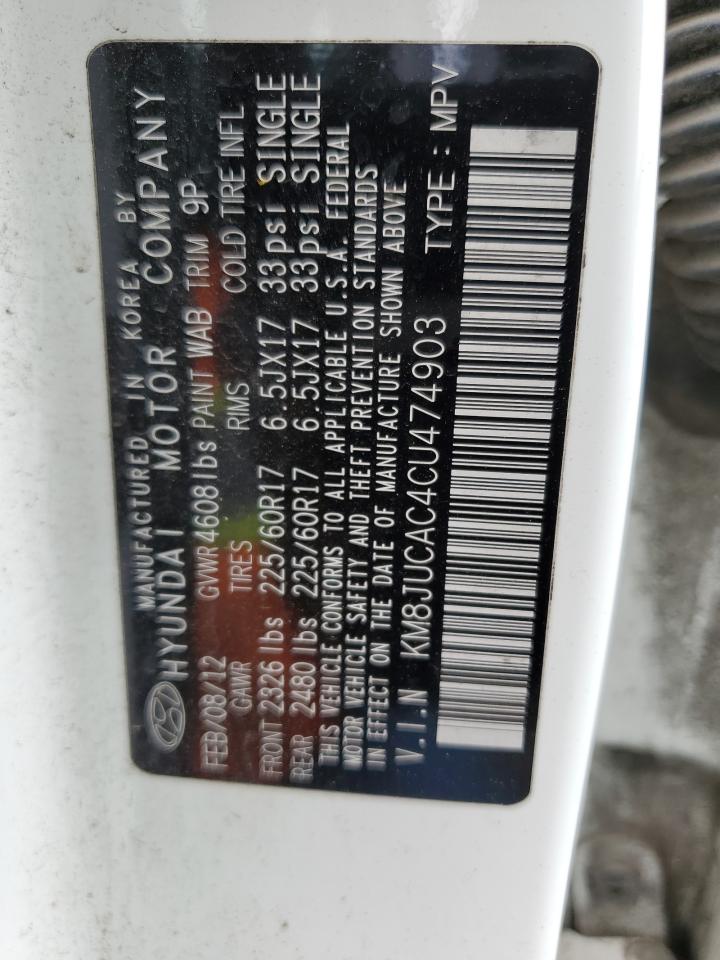 MANUFACTURED IN KOREA BY
HYUNDAI MOTOR COMPANY
FEB/08/12 GVWR 4608 lbs PAINT WAB TRIM 9P
GAWR TIRES RIMS COLD TIRE INFL
FRONT 2326 lbs 225/60R17 6.5JX17 33psi SINGLE
REAR 2480 lbs 225/60R17 6.5JX17 33psi SINGLE
THIS VEHICLE CONFORMS TO ALL APPLICABLE U.S.A. FEDERAL
MOTOR VEHICLE SAFETY AND THEFT PREVENTION STANDARDS
IN EFFECT ON THE DATE OF MANUFACTURE SHOWN ABOVE
V.I.N KM8JUCAC4CU474903 TYPE : MPV